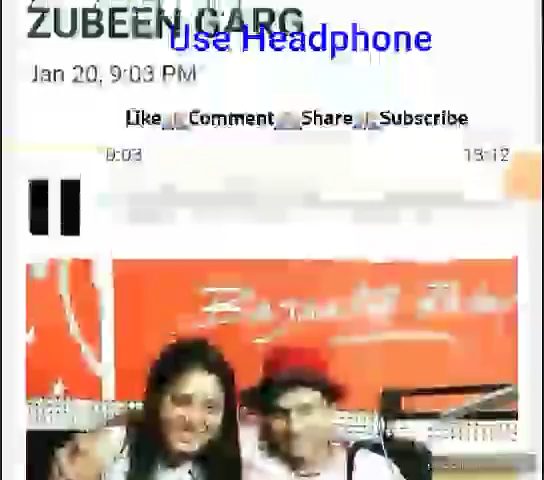 ZUBEEN GARG
Use Headphone
Jan 20, 9:03 PM
Like Comment Share Subscribe
0:03 13:12